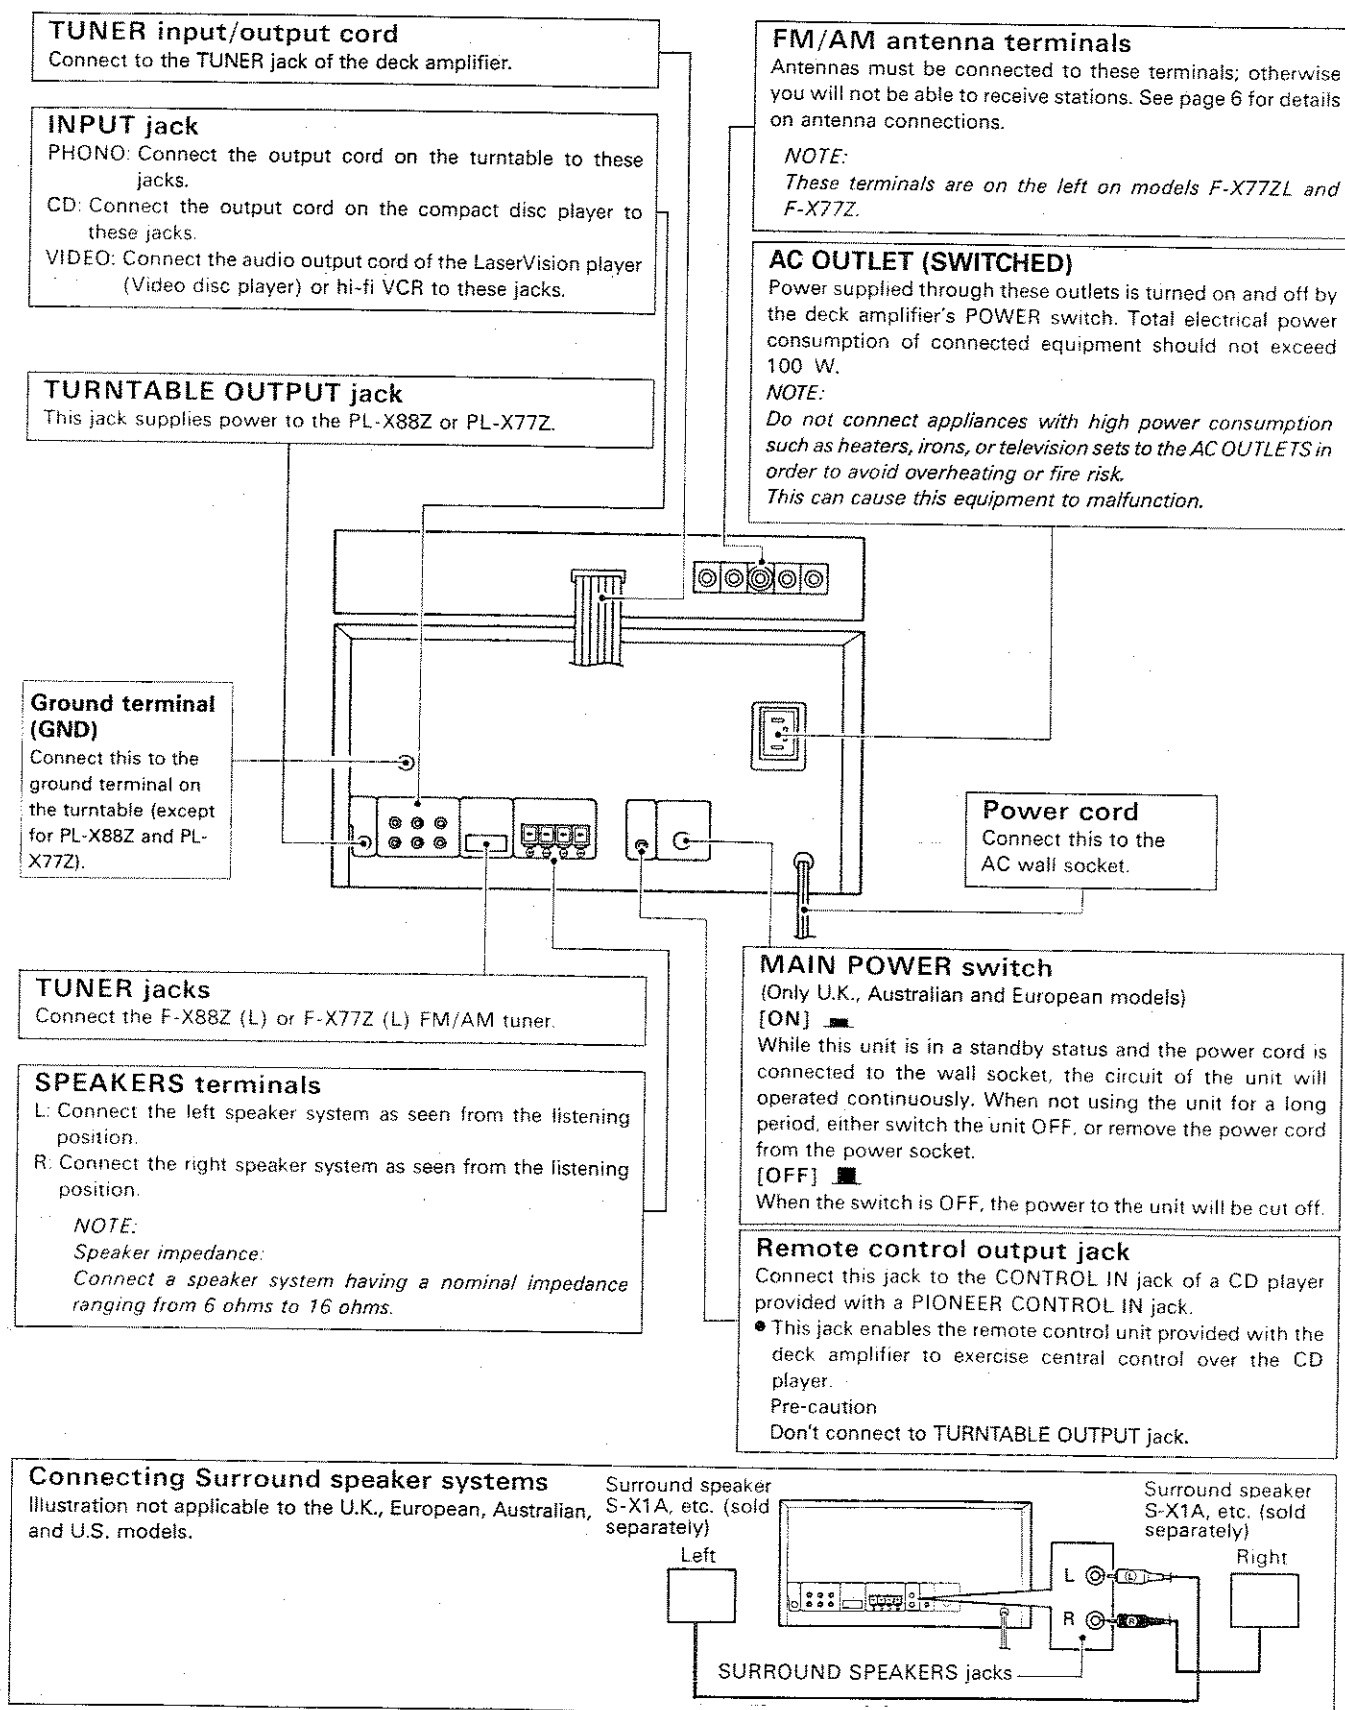 TUNER input/output cord
Connect to the TUNER jack of the deck amplifier.
INPUT jack
PHONO: Connect the output cord on the turntable to these
jacks.
CD: Connect the output cord on the compact disc player to
these jacks.
VIDEO: Connect the audio output cord of the LaserVision player
(Video disc player) or hi-fi VCR to these jacks.
TURNTABLE OUTPUT jack
This jack supplies power to the PL-X88Z or PL-X77Z.
FM/AM antenna terminals
Antennas must be connected to these terminals; otherwise
you will not be able to receive stations. See page 6 for details
on antenna connections.
NOTE:
These terminals are on the left on models F-X77ZL and
F-X77Z.
AC OUTLET (SWITCHED)
Power supplied through these outlets is turned on and off by
the deck amplifier's POWER switch. Total electrical power
consumption of connected equipment should not exceed
100 W.
NOTE:
Do not connect appliances with high power consumption
such as heaters, irons, or television sets to the AC OUTLETS in
order to avoid overheating or fire risk.
This can cause this equipment to malfunction.
Ground terminal
(GND)
Connect this to the
ground terminal on
the turntable (except
for PL-X88Z and PL-
X77Z).
Power cord
Connect this to the
AC wall socket.
TUNER jacks
Connect the F-X88Z (L) or F-X77Z (L) FM/AM tuner.
SPEAKERS terminals
L: Connect the left speaker system as seen from the listening
position.
R: Connect the right speaker system as seen from the listening
position.
NOTE:
Speaker impedance:
Connect a speaker system having a nominal impedance
ranging from 6 ohms to 16 ohms.
MAIN POWER switch
(Only U.K., Australian and European models)
[ON]
While this unit is in a standby status and the power cord is
connected to the wall socket, the circuit of the unit will
operated continuously. When not using the unit for a long
period, either switch the unit OFF, or remove the power cord
from the power socket.
[OFF]
When the switch is OFF, the power to the unit will be cut off.
Remote control output jack
Connect this jack to the CONTROL IN jack of a CD player
provided with a PIONEER CONTROL IN jack.
● This jack enables the remote control unit provided with the
deck amplifier to exercise central control over the CD
player.
Pre-caution
Don't connect to TURNTABLE OUTPUT jack.
Connecting Surround speaker systems
Illustration not applicable to the U.K., European, Australian,
and U.S. models.
Surround speaker
S-X1A, etc. (sold
separately)
Left
Surround speaker
S-X1A, etc. (sold
separately)
Right
L
L
R
R
SURROUND SPEAKERS jacks